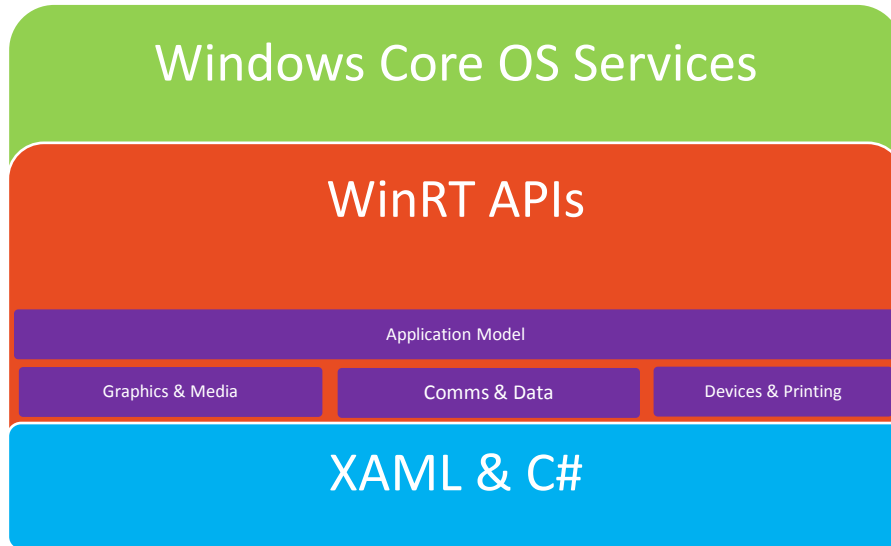 Windows Core OS Services
WinRT APIs
Application Model
Graphics & Media
Comms & Data
Devices & Printing
XAML & C#